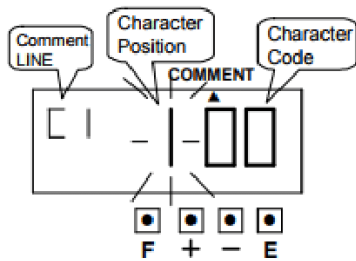 Comment
LINE
Character
Position
Character
Code
COMMENT
C1 1 00
F + - E